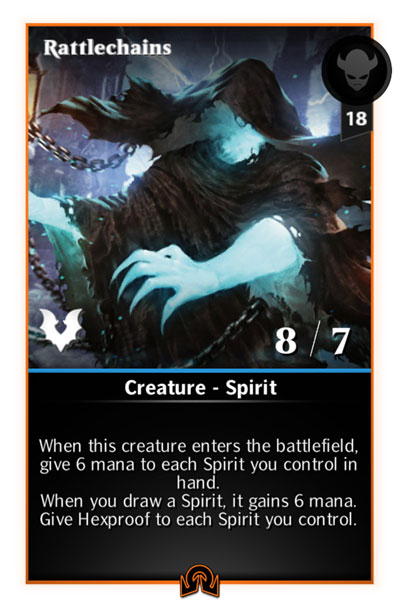 Rattlechains
18
8 / 7
Creature - Spirit
When this creature enters the battlefield,
give 6 mana to each Spirit you control in
hand.
When you draw a Spirit, it gains 6 mana.
Give Hexproof to each Spirit you control.